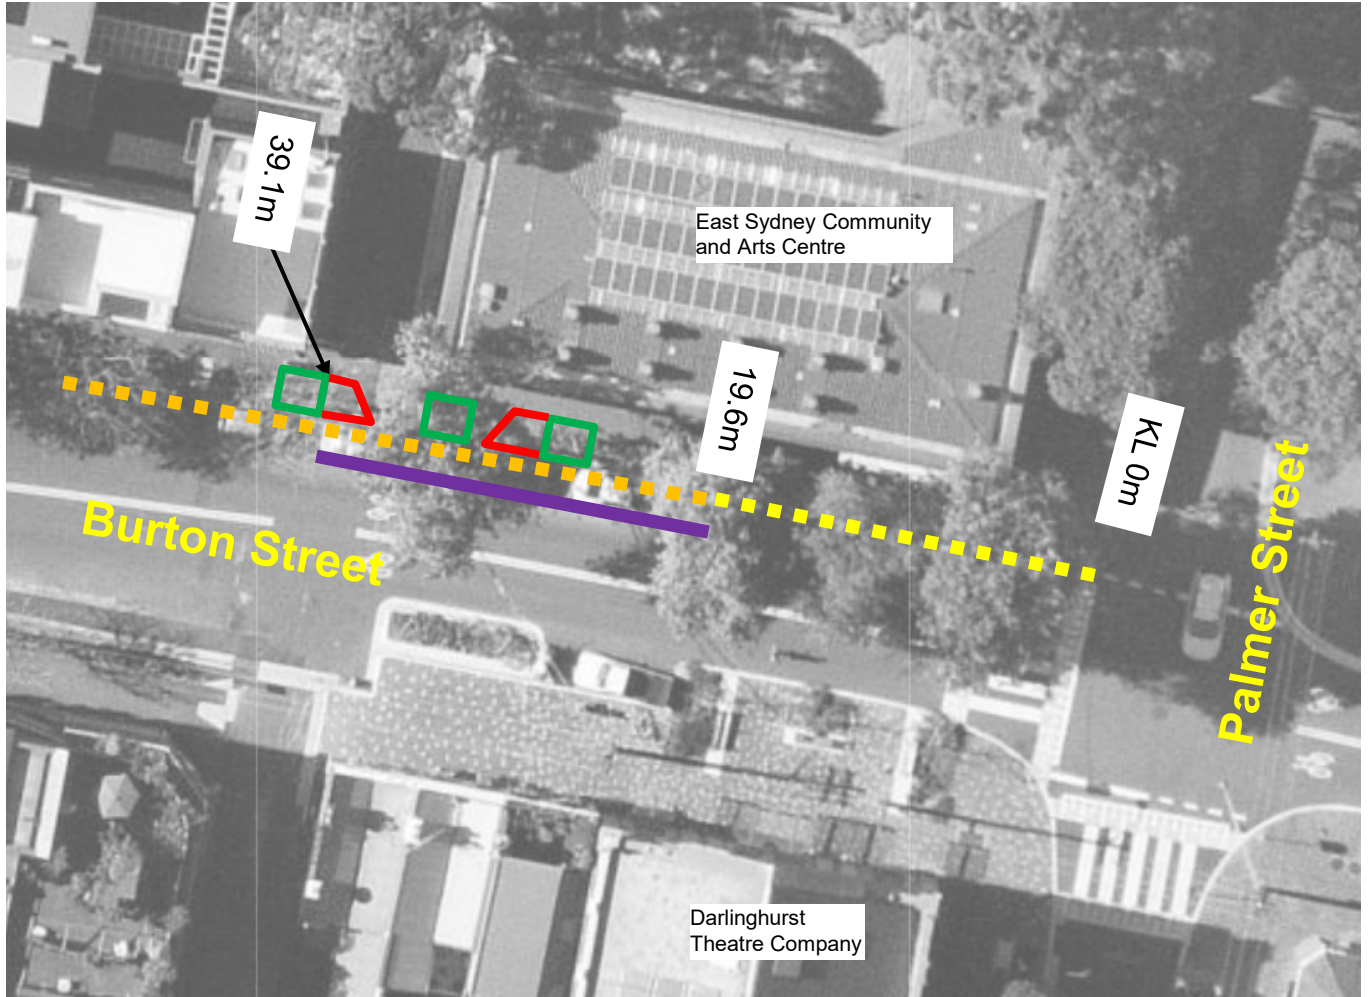 39.1m
East Sydney Community
and Arts Centre
19.6m
KL 0m
Burton Street
Palmer Street
Darlinghurst
Theatre Company